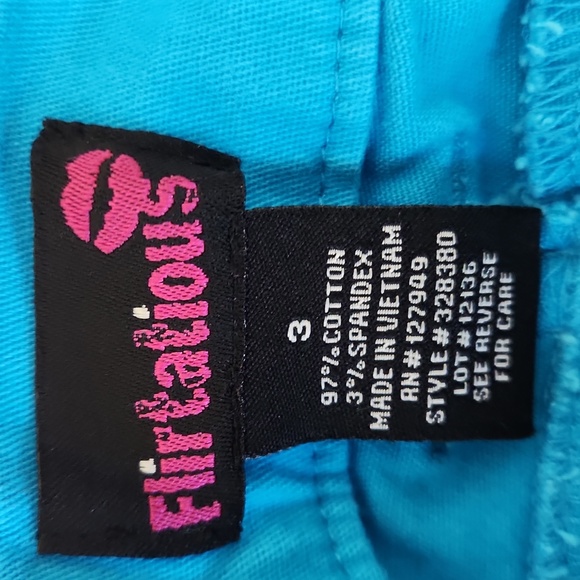 Flirtatious
3
97% COTTON
3% SPANDEX
MADE IN VIETNAM
RN# 127949
STYLE# 328380
LOT# 12136
SEE REVERSE
FOR CARE